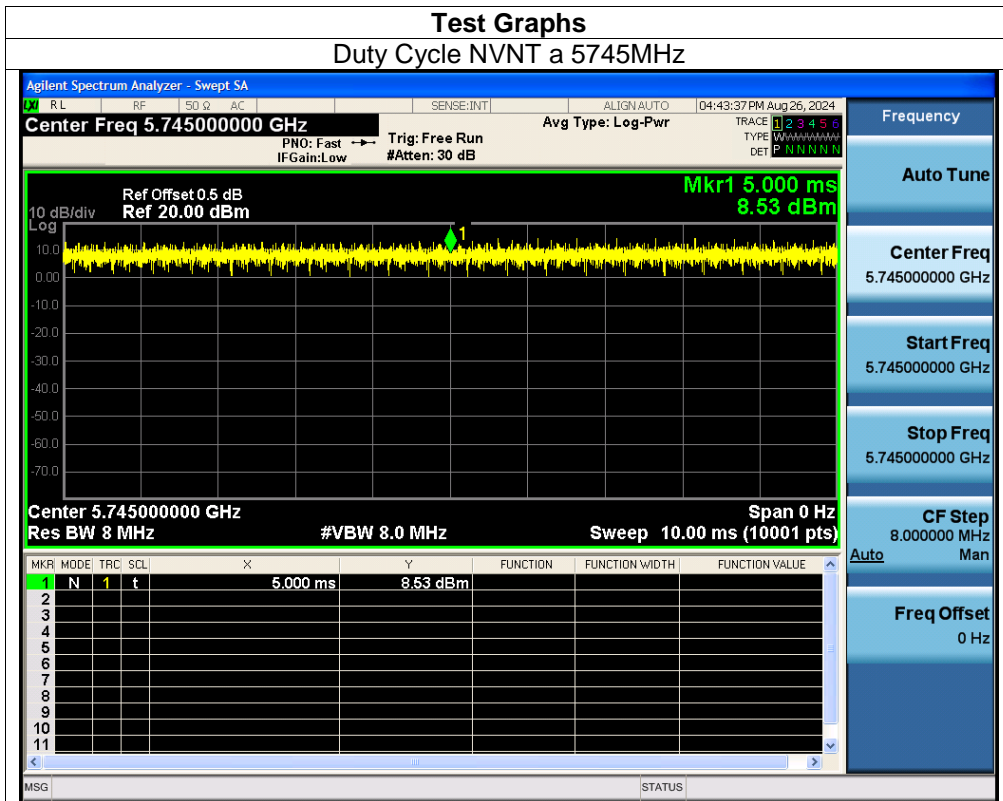 Test Graphs
Duty Cycle NVNT a 5745MHz
Agilent Spectrum Analyzer - Swept SA
LXI RL RF 50 Ω AC SENSE:INT ALIGN AUTO 04:43:37 PM Aug 26, 2024
Center Freq 5.745000000 GHz
PNO: Fast
IFGain:Low
Trig: Free Run
#Atten: 30 dB
Avg Type: Log-Pwr
TRACE 1 2 3 4 5 6
TYPE WWWWWW
DET P N N N N N
Mkr1 5.000 ms
8.53 dBm
Ref Offset 0.5 dB
10 dB/div Ref 20.00 dBm
Log
1
10.0
0.00
-10.0
-20.0
-30.0
-40.0
-50.0
-60.0
-70.0
Center 5.745000000 GHz Span 0 Hz
Res BW 8 MHz #VBW 8.0 MHz Sweep 10.00 ms (10001 pts)
MKR MODE TRC SCL X Y FUNCTION FUNCTION WIDTH FUNCTION VALUE
1 N 1 t 5.000 ms 8.53 dBm
2
3
4
5
6
7
8
9
10
11
MSG STATUS
Frequency
Auto Tune
Center Freq
5.745000000 GHz
Start Freq
5.745000000 GHz
Stop Freq
5.745000000 GHz
CF Step
8.000000 MHz
Auto Man
Freq Offset
0 Hz